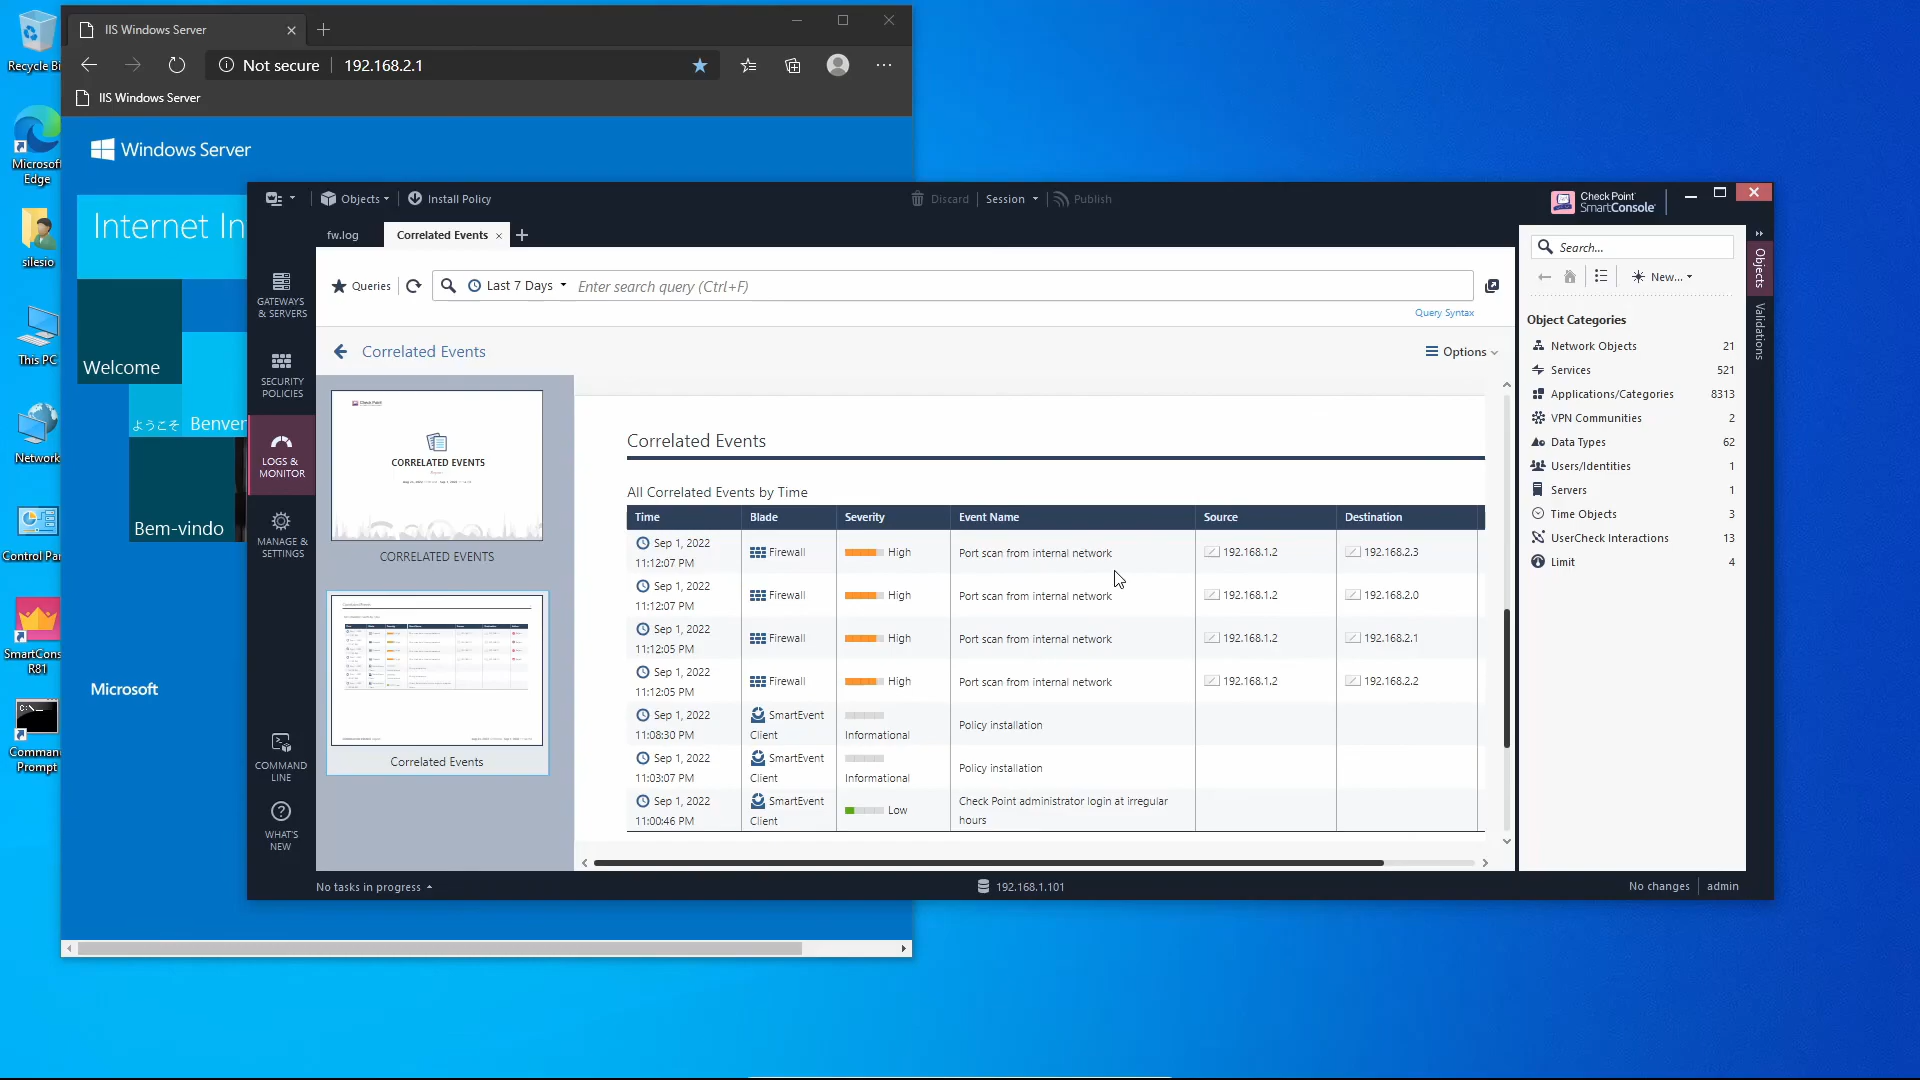 Recycle Bi
Microsoft
Edge
silesio
This PC
Network
Control Pa
SmartCons
R81
Comman
Prompt
IIS Windows Server
Not secure
192.168.2.1
IIS Windows Server
Windows Server
Internet In
Welcome
ようこそ
Benver
Bem-vindo
Microsoft
Objects
Install Policy
Discard
Session
Publish
Check Point
SmartConsole
fw.log
Correlated Events
GATEWAYS
& SERVERS
SECURITY
POLICIES
LOGS &
MONITOR
MANAGE &
SETTINGS
COMMAND
LINE
WHAT'S
NEW
Queries
Last 7 Days
Enter search query (Ctrl+F)
Query Syntax
Correlated Events
Options
Check Point
CORRELATED EVENTS
CORRELATED EVENTS
Correlated Events
Correlated Events
All Correlated Events by Time
Time Blade Severity Event Name Source Destination
Sep 1, 2022 11:12:07 PM Firewall High Port scan from internal network 192.168.1.2 192.168.2.3
Sep 1, 2022 11:12:07 PM Firewall High Port scan from internal network 192.168.1.2 192.168.2.0
Sep 1, 2022 11:12:05 PM Firewall High Port scan from internal network 192.168.1.2 192.168.2.1
Sep 1, 2022 11:12:05 PM Firewall High Port scan from internal network 192.168.1.2 192.168.2.2
Sep 1, 2022 11:08:30 PM SmartEvent Client Informational Policy installation
Sep 1, 2022 11:03:07 PM SmartEvent Client Informational Policy installation
Sep 1, 2022 11:00:46 PM SmartEvent Client Low Check Point administrator login at irregular hours
Search...
New...
Object Categories
Network Objects 21
Services 521
Applications/Categories 8313
VPN Communities 2
Data Types 62
Users/Identities 1
Servers 1
Time Objects 3
UserCheck Interactions 13
Limit 4
Objects
Validations
No tasks in progress
192.168.1.101
No changes
admin